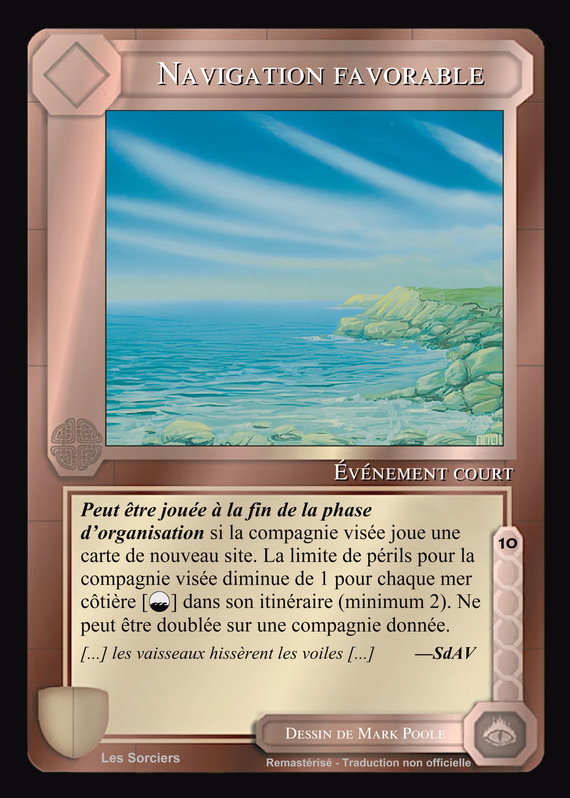 Navigation favorable
Événement court
Peut être jouée à la fin de la phase
d'organisation si la compagnie visée joue une
carte de nouveau site. La limite de périls pour la
compagnie visée diminue de 1 pour chaque mer
côtière [] dans son itinéraire (minimum 2). Ne
peut être doublée sur une compagnie donnée.
[...] les vaisseaux hissèrent les voiles [...] —SdAV
10
Dessin de Mark Poole
Les Sorciers
Remastérisé - Traduction non officielle